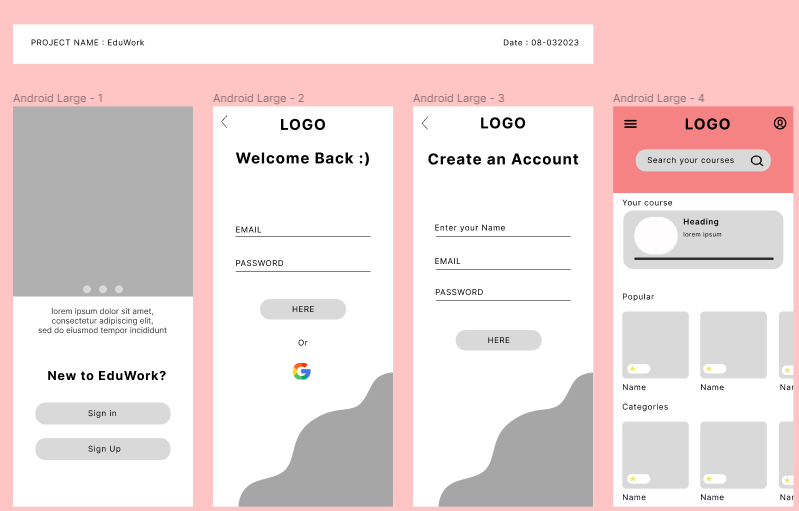 PROJECT NAME : EduWork
Date : 08-032023
Android Large - 1
lorem ipsum dolor sit amet,
consectetur adipiscing elit,
sed do eiusmod tempor incididunt
New to EduWork?
Sign in
Sign Up
Android Large - 2
LOGO
Welcome Back :)
EMAIL
PASSWORD
HERE
Or
G
Android Large - 3
LOGO
Create an Account
Enter your Name
EMAIL
PASSWORD
HERE
Android Large - 4
LOGO
Search your courses
Your course
Heading
lorem ipsum
Popular
Name
Name
Nar
Categories
Name
Name
Nar